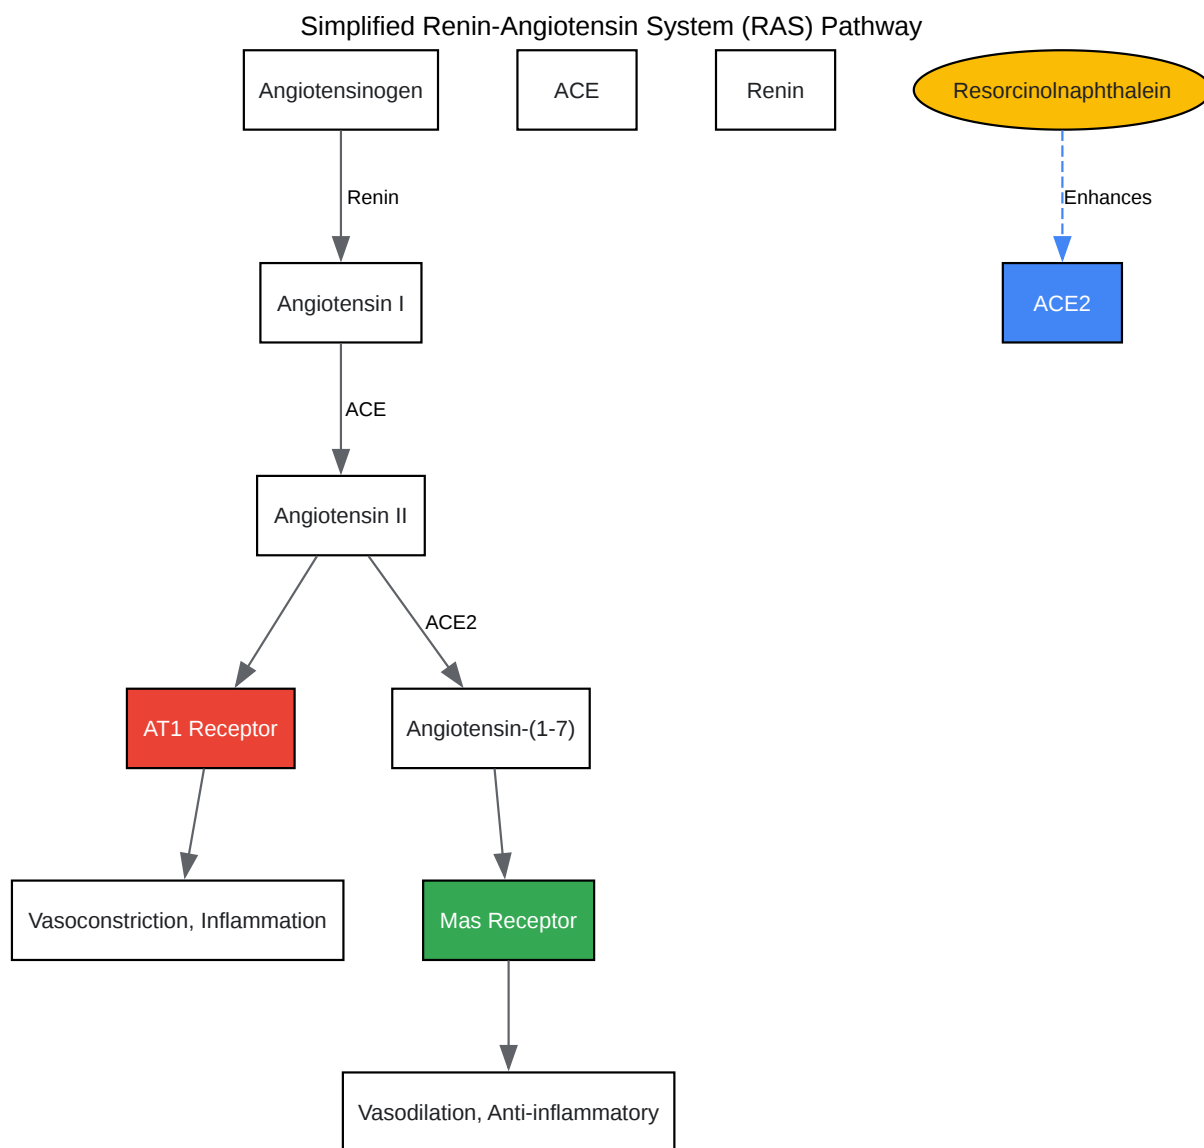 Simplified Renin-Angiotensin System (RAS) Pathway
Angiotensinogen
ACE
Renin
Resorcinolnaphthalein
Renin
Enhances
Angiotensin I
ACE2
ACE
Angiotensin II
ACE2
AT1 Receptor
Angiotensin-(1-7)
Vasoconstriction, Inflammation
Mas Receptor
Vasodilation, Anti-inflammatory